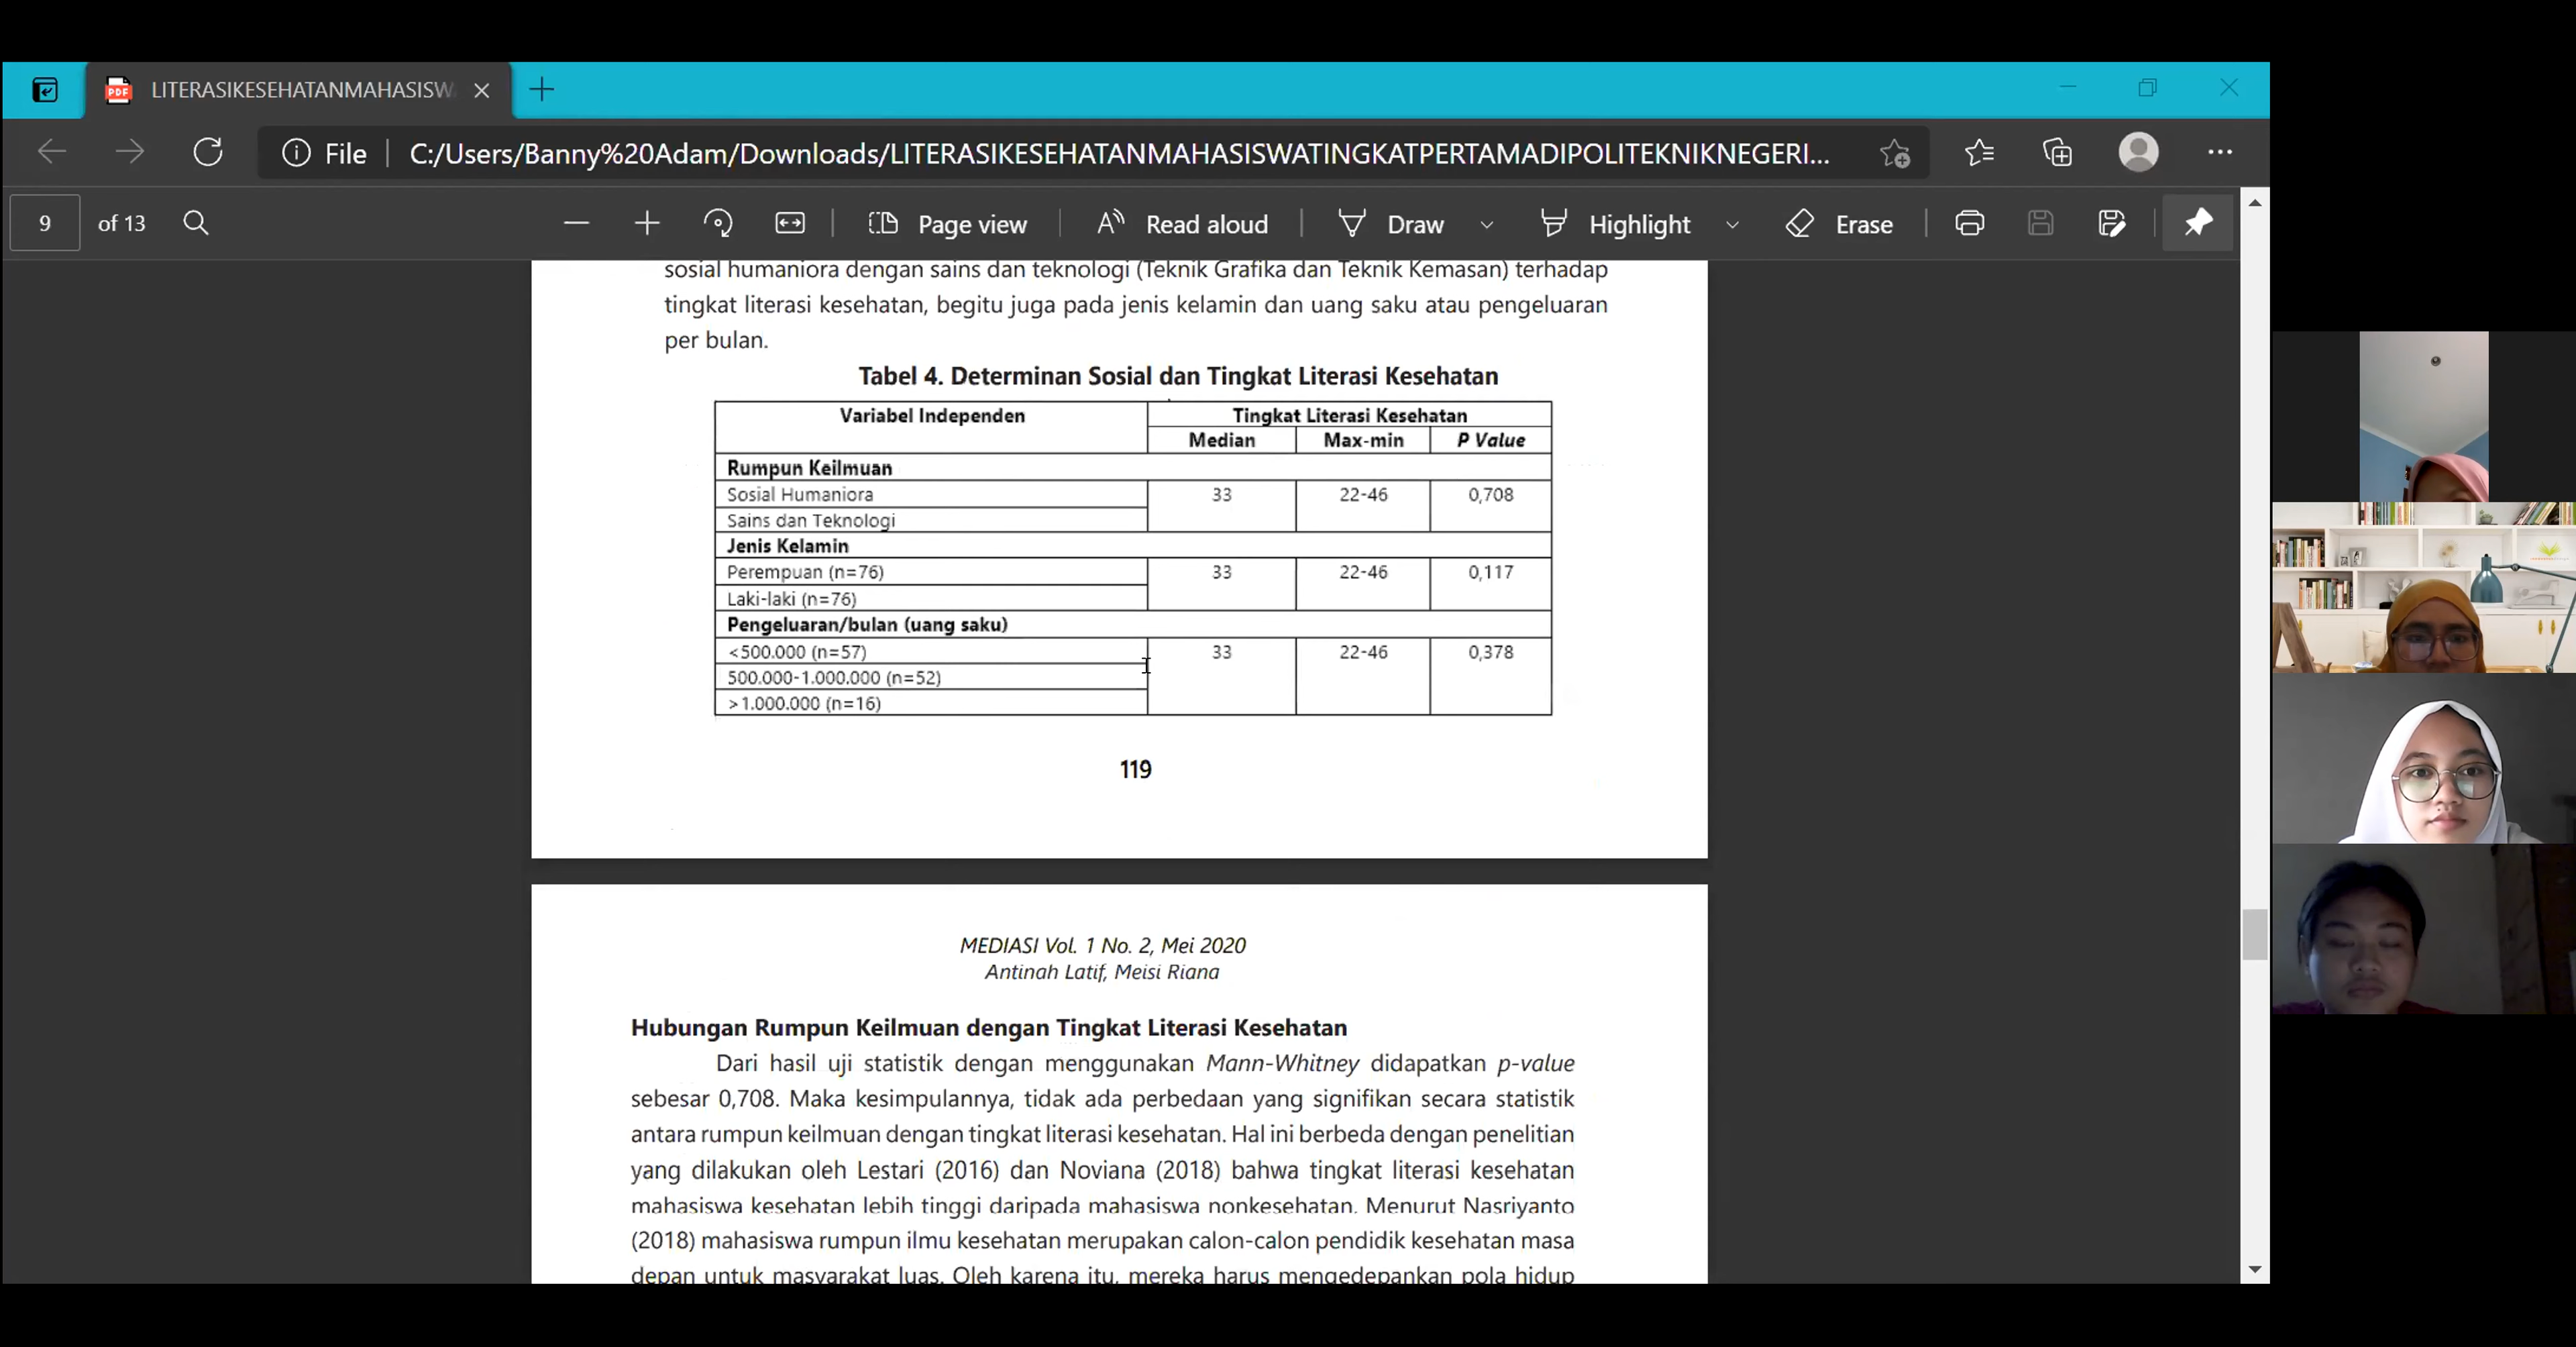 LITERASIKESEHATANMAHASISW
File
C:/Users/Banny%20Adam/Downloads/LITERASIKESEHATANMAHASISWATINGKATPERTAMADIPOLITEKNIKNEGERI...
9 of 13
Page view
Read aloud
Draw
Highlight
Erase
sosial humaniora dengan sains dan teknologi (Teknik Grafika dan Teknik Kemasan) terhadap
tingkat literasi kesehatan, begitu juga pada jenis kelamin dan uang saku atau pengeluaran
per bulan.
Tabel 4. Determinan Sosial dan Tingkat Literasi Kesehatan
Variabel Independen Tingkat Literasi Kesehatan
Median Max-min P Value
Rumpun Keilmuan
Sosial Humaniora 33 22-46 0,708
Sains dan Teknologi
Jenis Kelamin
Perempuan (n=76) 33 22-46 0,117
Laki-laki (n=76)
Pengeluaran/bulan (uang saku)
<500.000 (n=57) 33 22-46 0,378
500.000-1.000.000 (n=52)
>1.000.000 (n=16)
119
MEDIASI Vol. 1 No. 2, Mei 2020
Antinah Latif, Meisi Riana
Hubungan Rumpun Keilmuan dengan Tingkat Literasi Kesehatan
Dari hasil uji statistik dengan menggunakan Mann-Whitney didapatkan p-value
sebesar 0,708. Maka kesimpulannya, tidak ada perbedaan yang signifikan secara statistik
antara rumpun keilmuan dengan tingkat literasi kesehatan. Hal ini berbeda dengan penelitian
yang dilakukan oleh Lestari (2016) dan Noviana (2018) bahwa tingkat literasi kesehatan
mahasiswa kesehatan lebih tinggi daripada mahasiswa nonkesehatan. Menurut Nasriyanto
(2018) mahasiswa rumpun ilmu kesehatan merupakan calon-calon pendidik kesehatan masa
depan untuk masyarakat luas. Oleh karena itu, mereka harus mengedepankan pola hidup